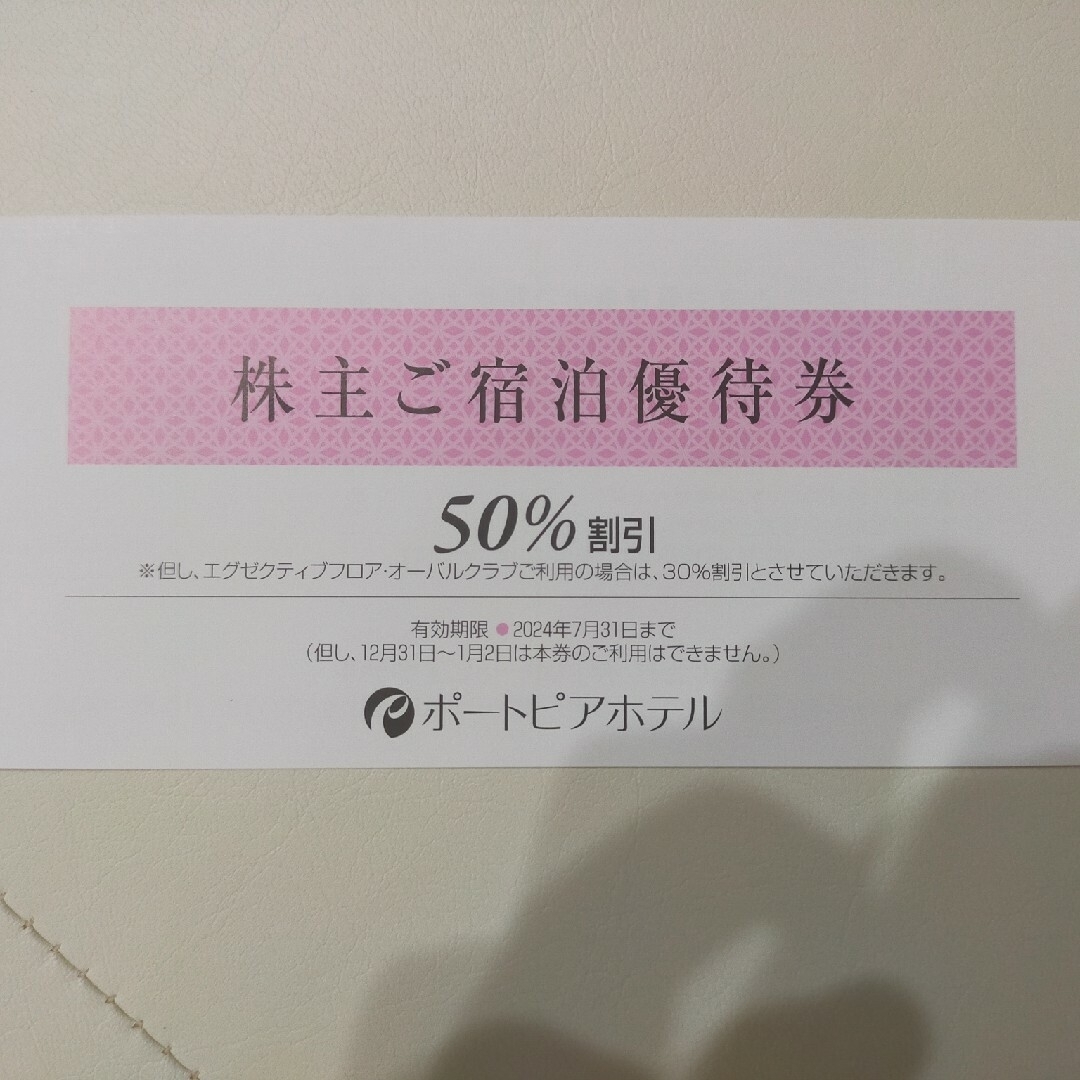 株主ご宿泊優待券
50%割引
※但し、エグゼクティブフロア・オーバルクラブご利用の場合は、30%割引とさせていただきます。
有効期限●2024年7月31日まで
（但し、12月31日～1月2日は本券のご利用はできません。）
ポートピアホテル